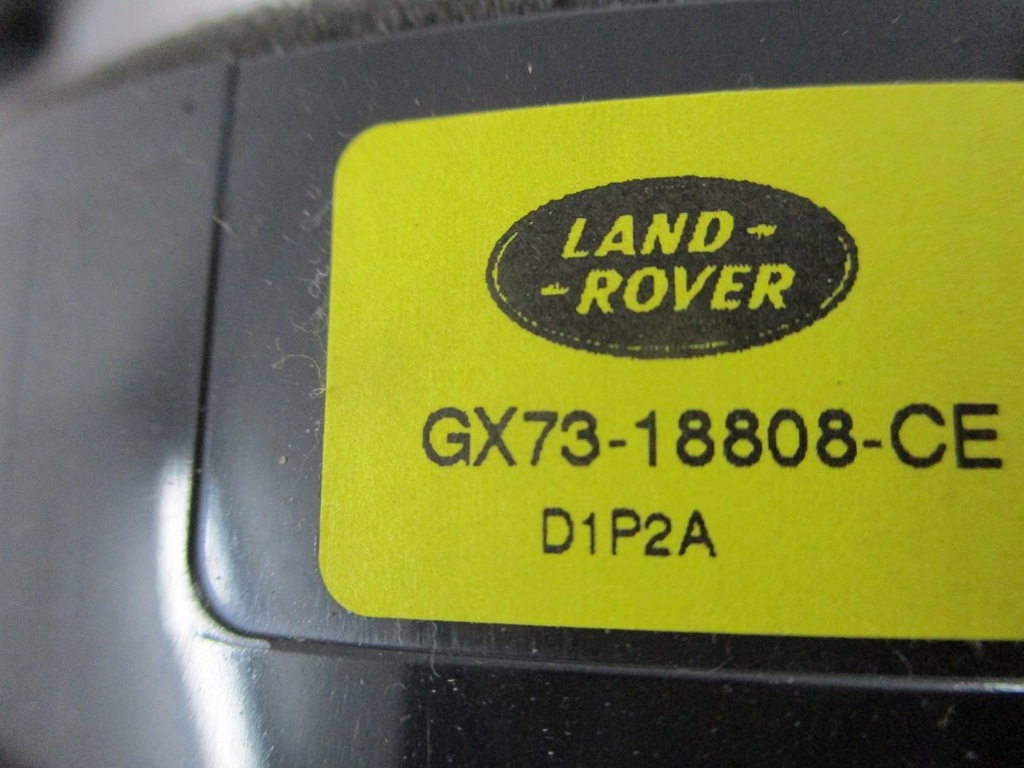 LAND-
-ROVER
GX73-18808-CE
D1P2A